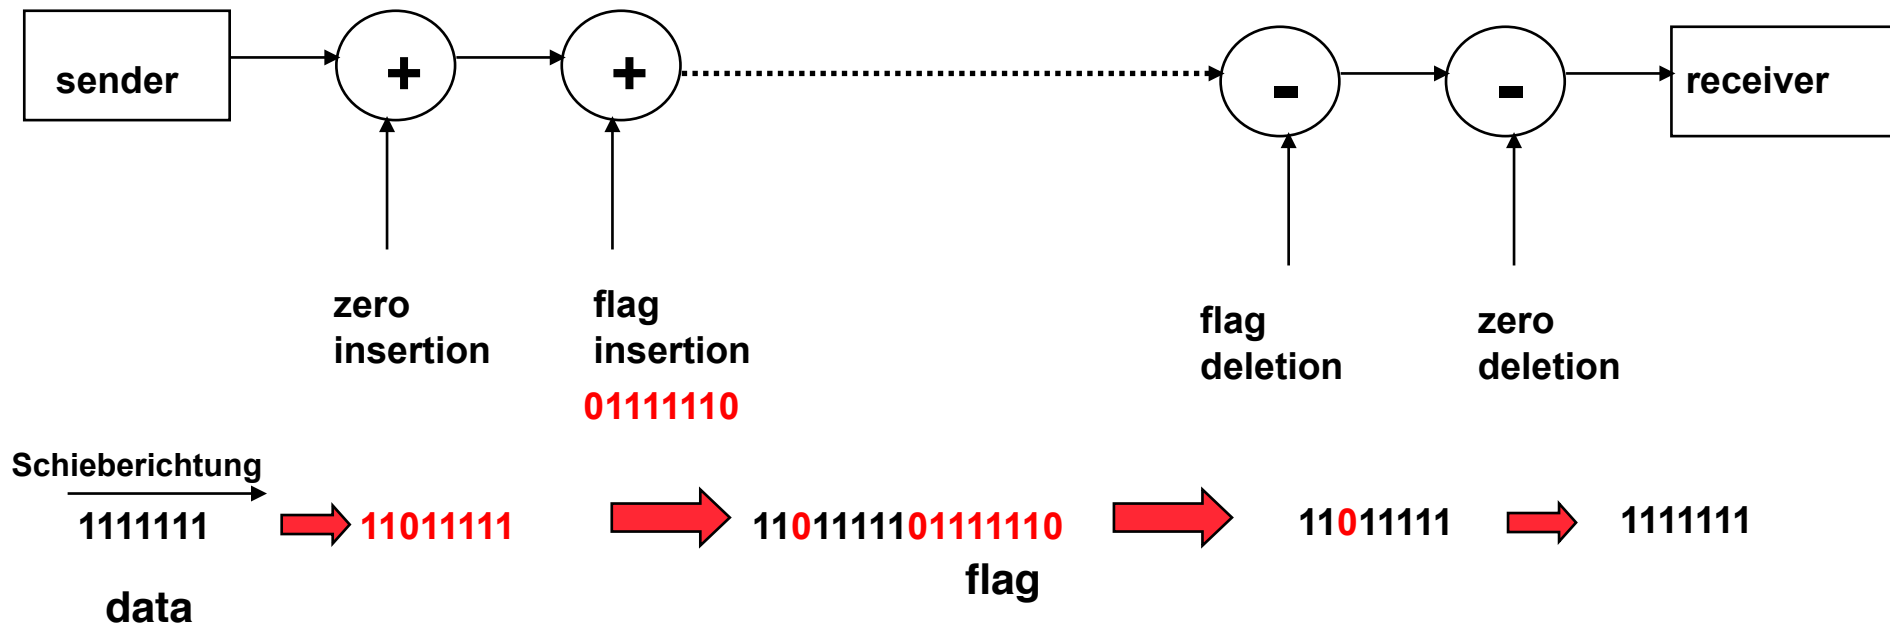 sender
+
+
-
-
receiver
zero
insertion
flag
insertion
01111110
flag
deletion
zero
deletion
Schieberichtung
1111111
11011111
1101111101111110
11011111
1111111
flag
data